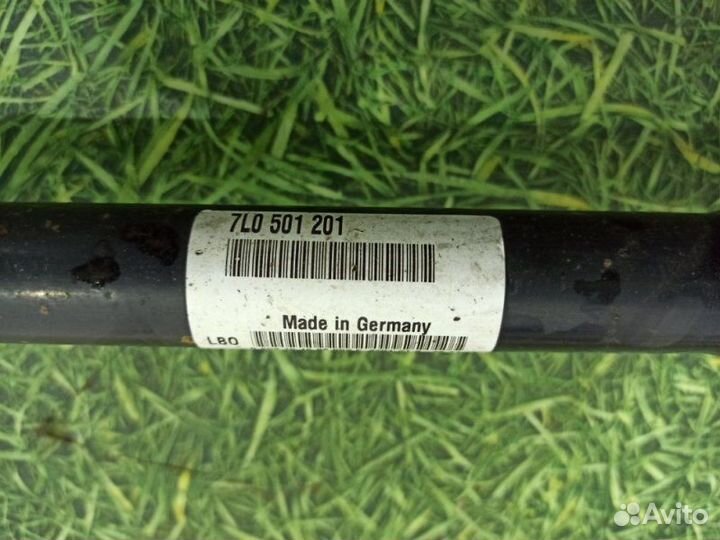 7L0 501 201
Made in Germany
LBO
Avito